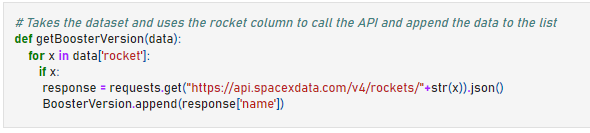 # Takes the dataset and uses the rocket column to call the API and append the data to the list
def getBoosterVersion(data):
    for x in data['rocket']:
       if x:
        response = requests.get("https://api.spacexdata.com/v4/rockets/"+str(x)).json()
        BoosterVersion.append(response['name'])